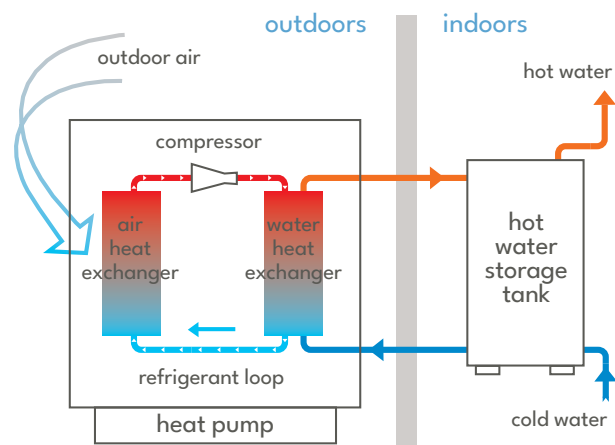 outdoors
indoors
outdoor air
hot water
compressor
air
heat
exchanger
water
heat
exchanger
hot
water
storage
tank
refrigerant loop
heat pump
cold water